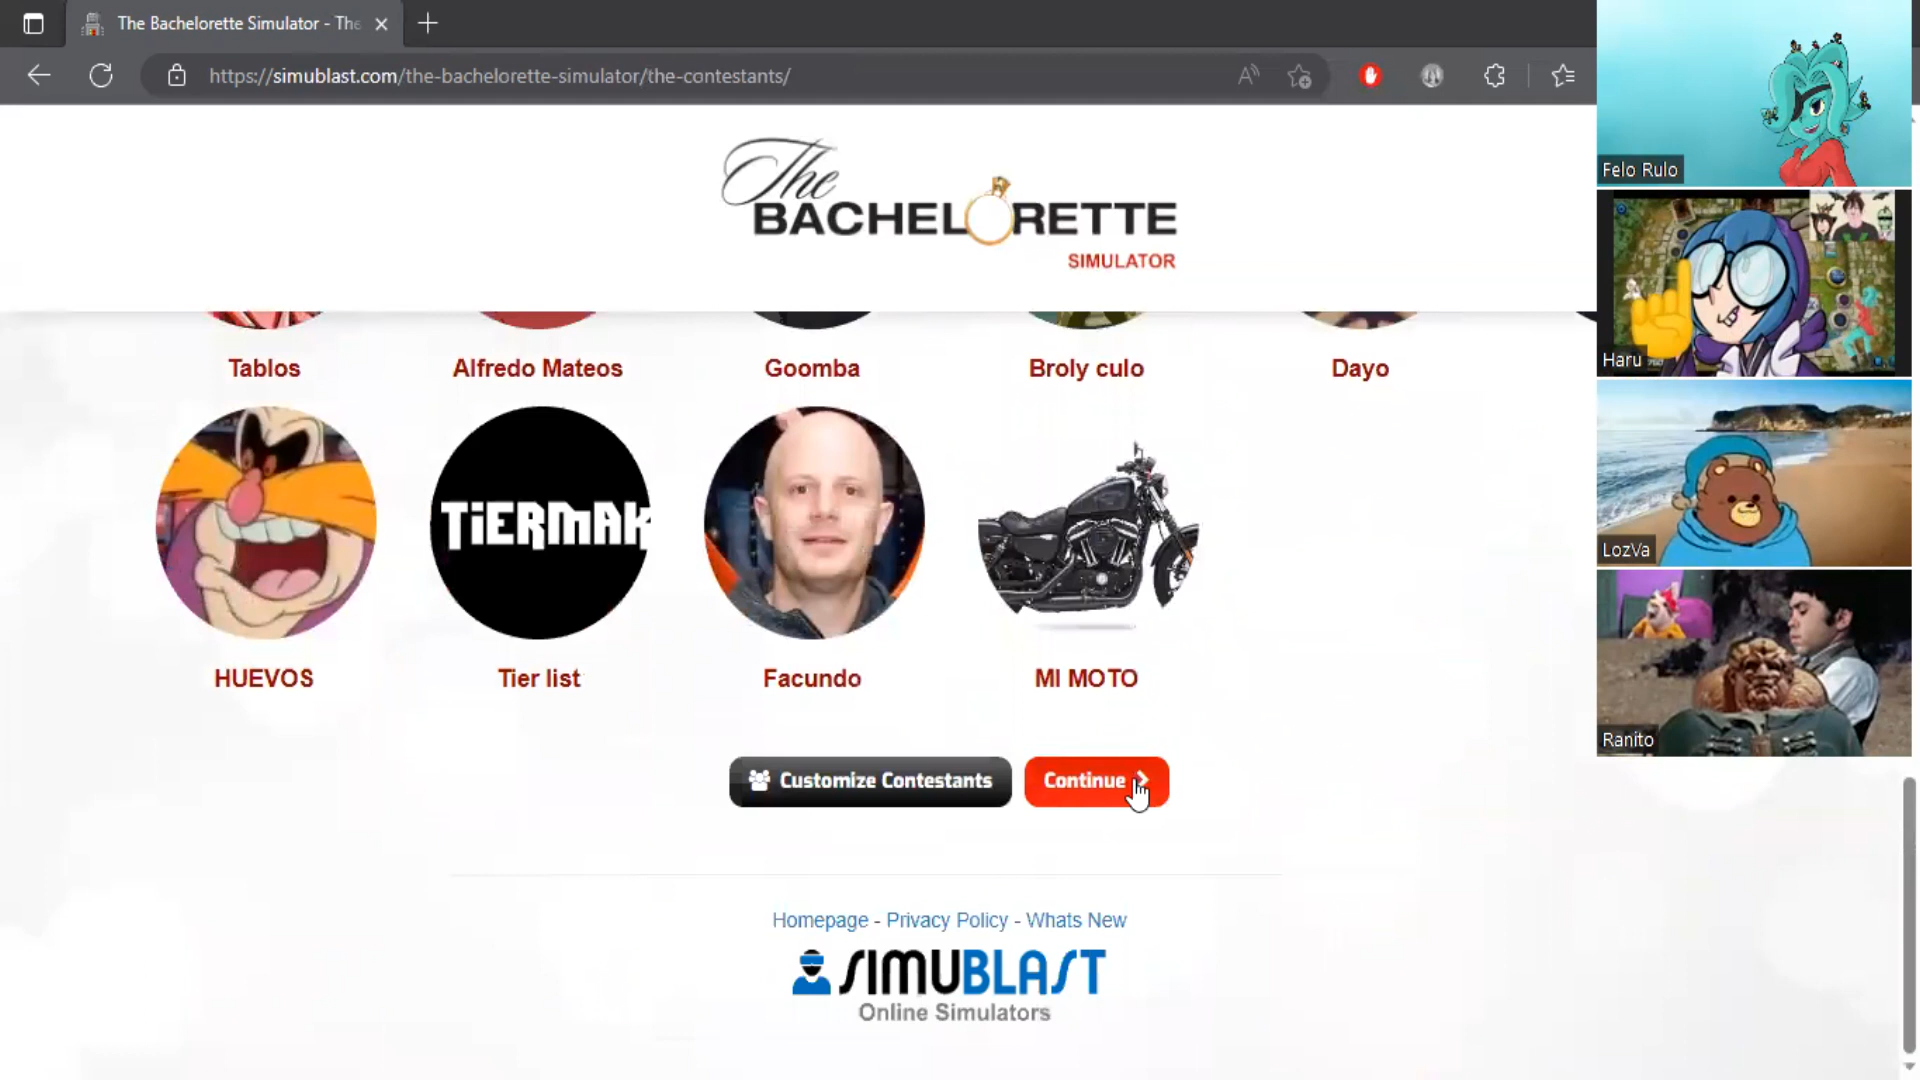 The Bachelorette Simulator - The
https://simublast.com/the-bachelorette-simulator/the-contestants/
The
BACHELORETTE
SIMULATOR
Tablos
Alfredo Mateos
Goomba
Broly culo
Dayo
TiERMAK
HUEVOS
Tier list
Facundo
MI MOTO
Customize Contestants
Continue
Homepage - Privacy Policy - Whats New
SIMUBLAST
Online Simulators
Felo Rulo
Haru
LozVa
Ranito